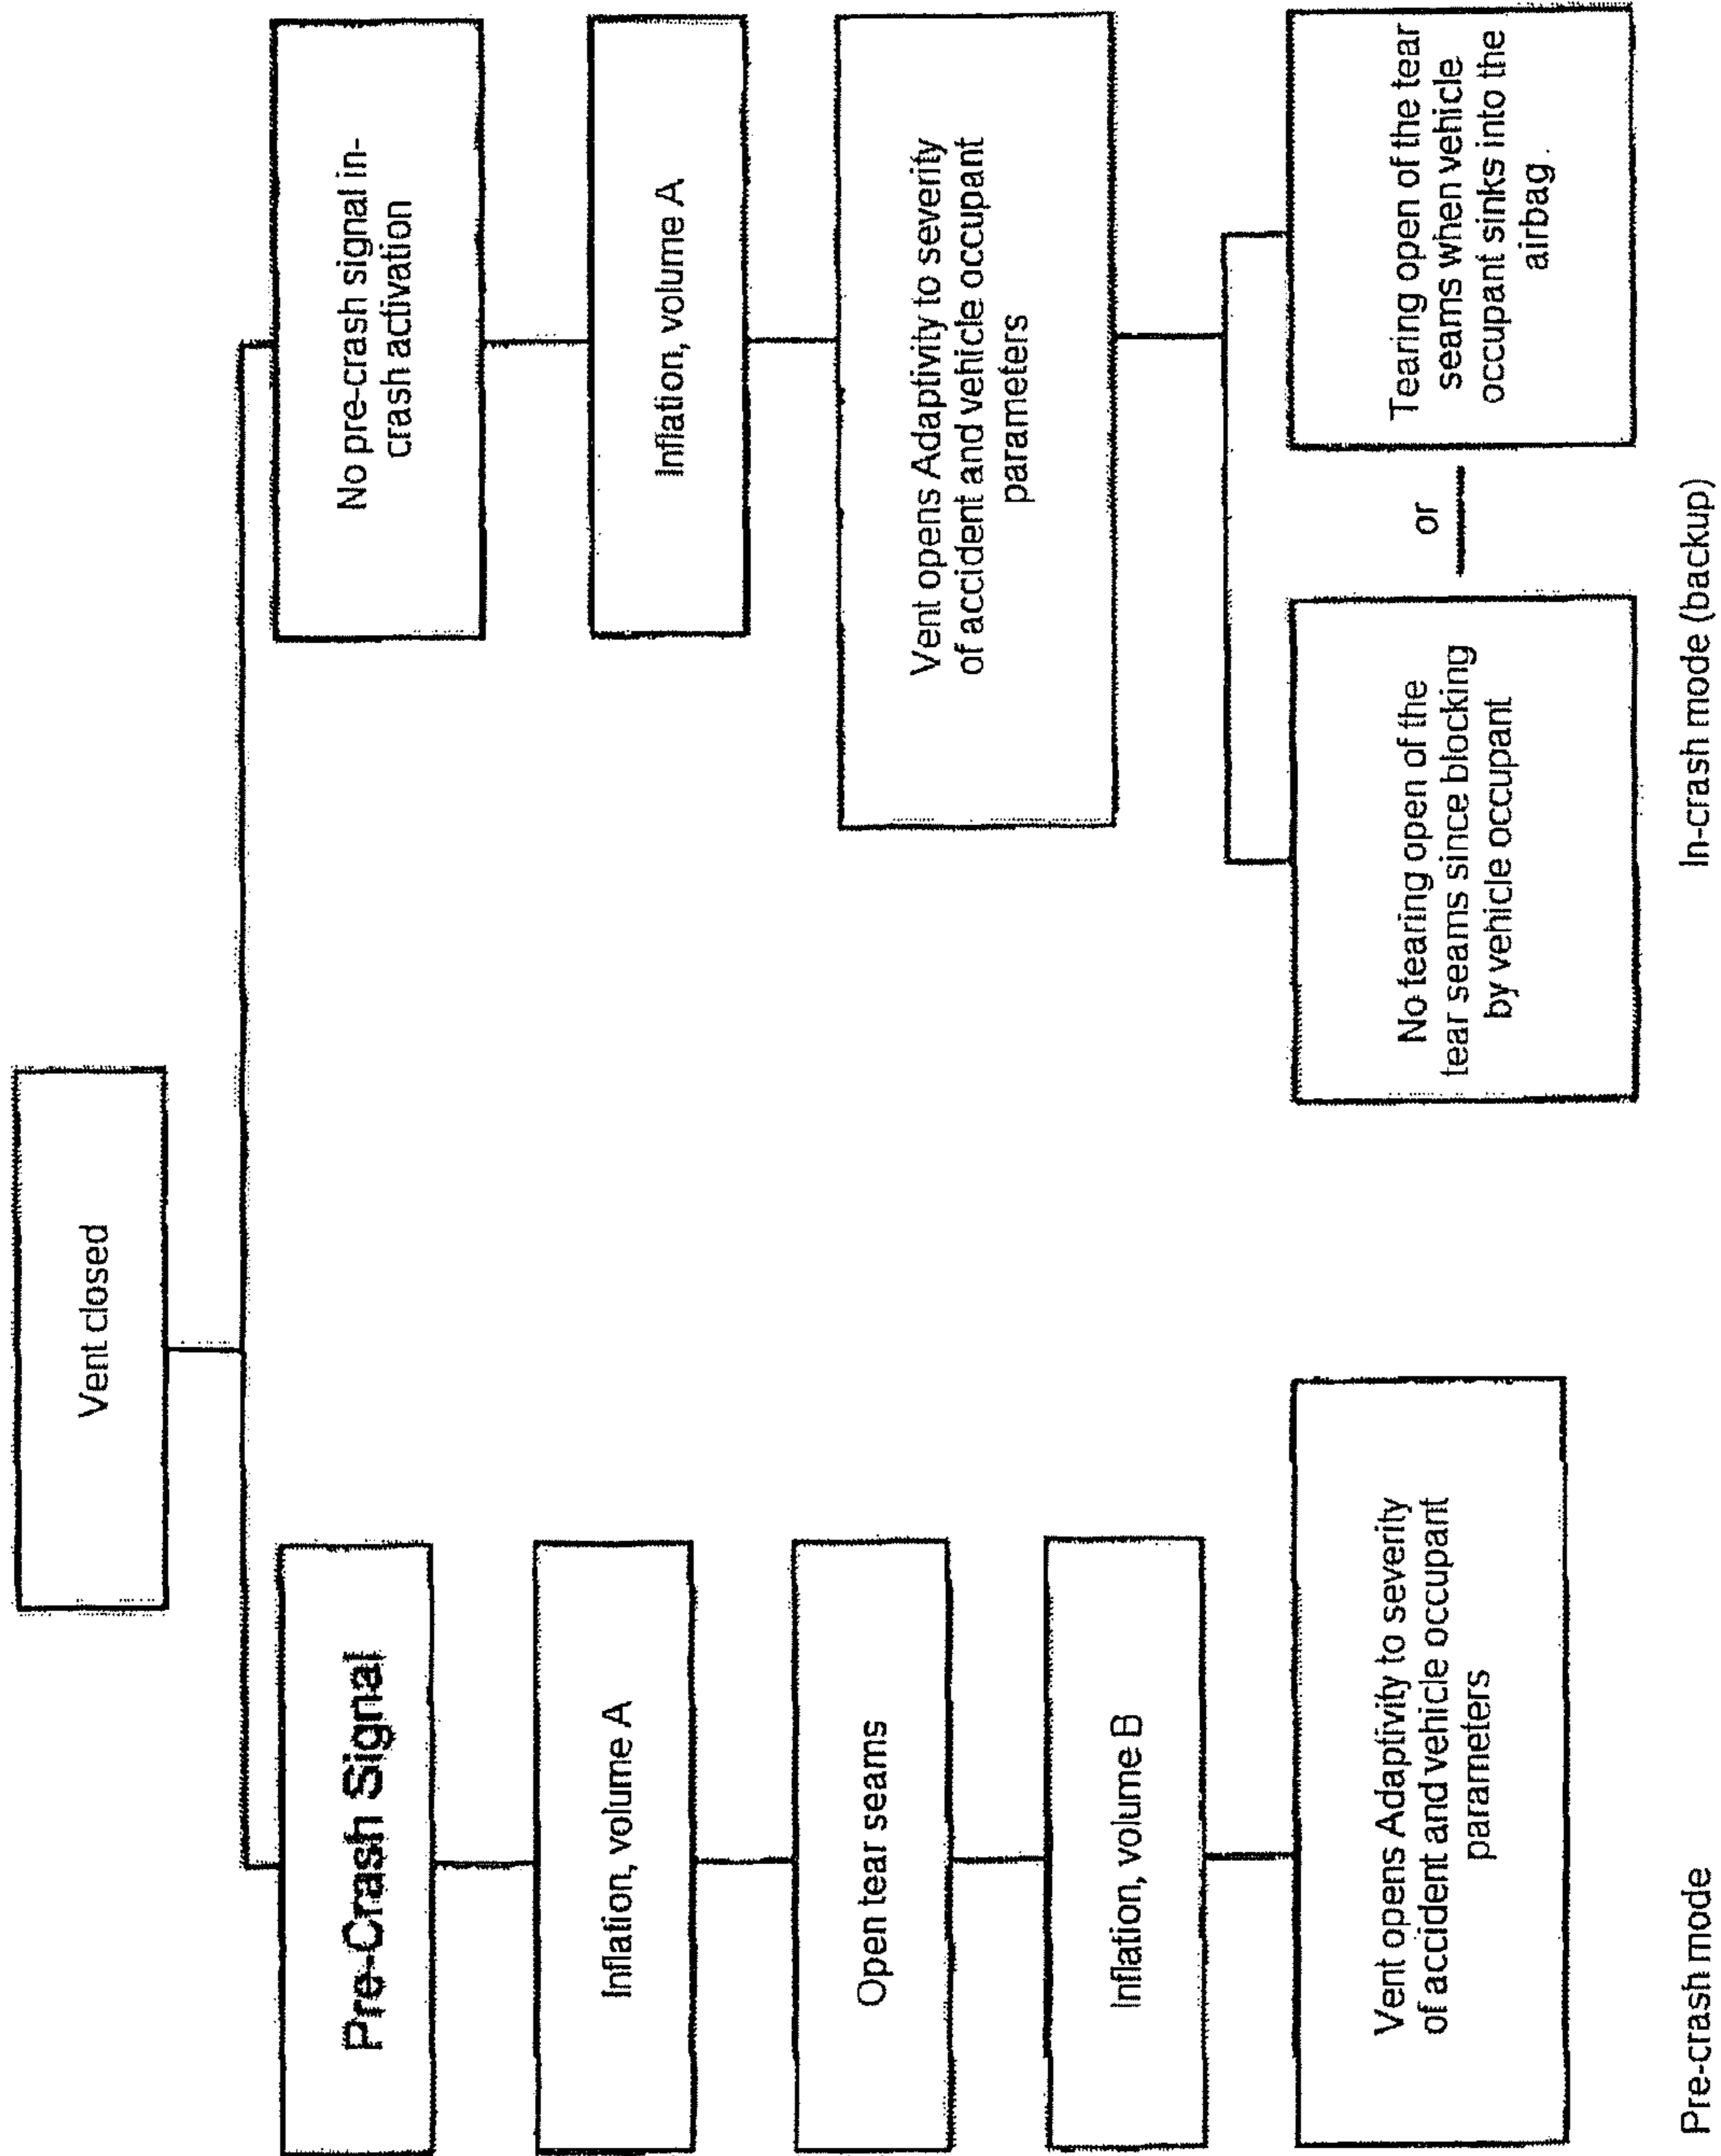 Vent closed
Pre-Crash Signal
Inflation, volume A
Open tear seams
Inflation, volume B
Vent opens Adaptivity to severity
of accident and vehicle occupant
parameters
Pre-crash mode
No pre-crash signal in-
crash activation
Inflation, volume A
Vent opens Adaptivity to severity
of accident and vehicle occupant
parameters
No tearing open of the
tear seams since blocking
by vehicle occupant
or
Tearing open of the tear
seams when vehicle
occupant sinks into the
airbag.
In-crash mode (backup)